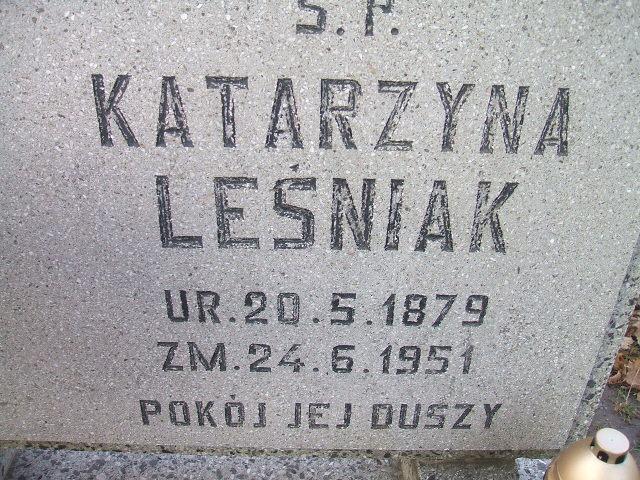 Ś.P.
KATARZYNA
LEŚNIAK
UR. 20.5.1879
ZM. 24.6.1951
POKÓJ JEJ DUSZY